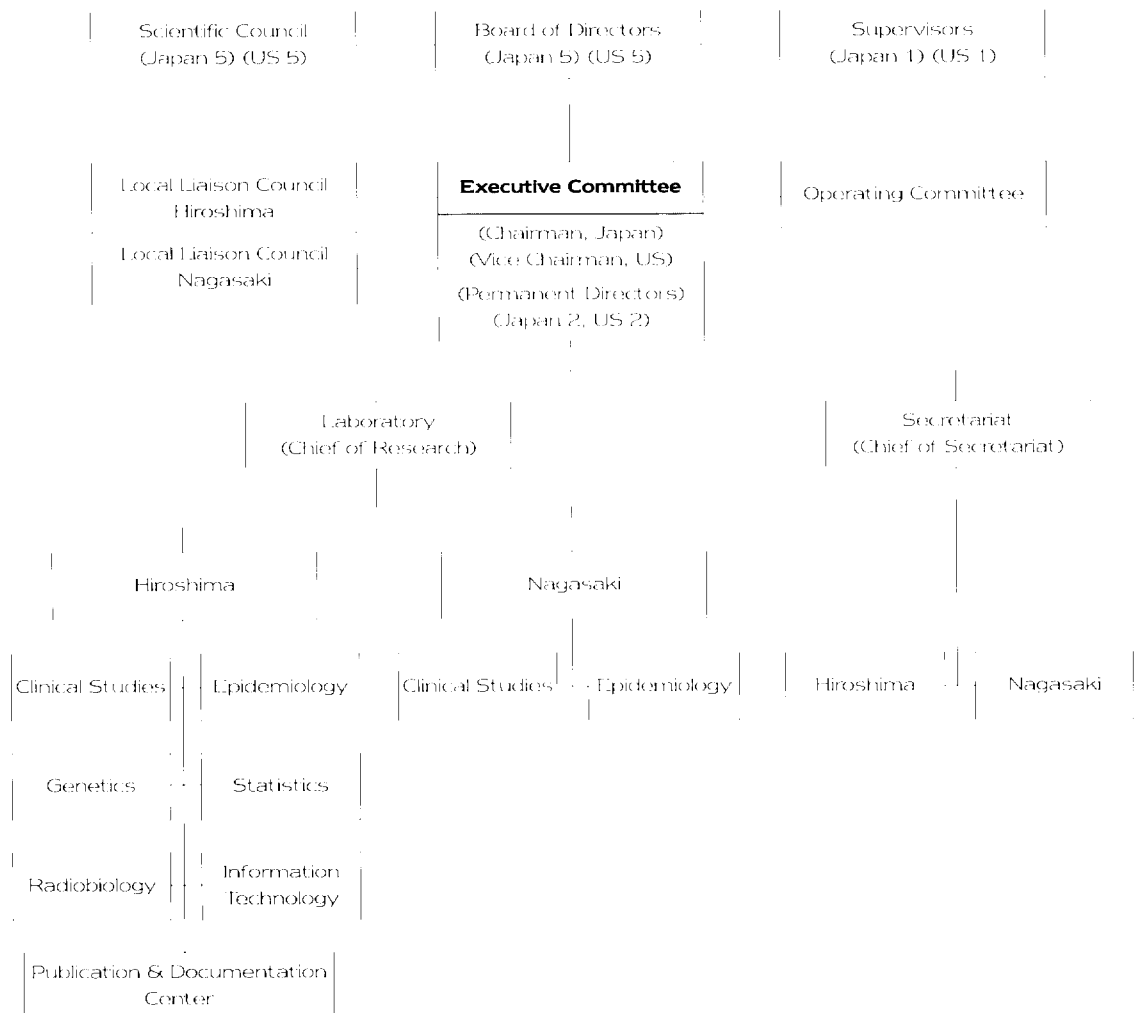 Scientific Council
(Japan 5) (US 5)
Board of Directors
(Japan 5) (US 5)
Supervisors
(Japan 1) (US 1)
Local Liaison Council
Hiroshima
Local Liaison Council
Nagasaki
Executive Committee
(Chairman, Japan)
(Vice Chairman, US)
(Permanent Directors)
(Japan 2, US 2)
Operating Committee
Laboratory
(Chief of Research)
Secretariat
(Chief of Secretariat)
Hiroshima
Nagasaki
Clinical Studies
Epidemiology
Clinical Studies
Epidemiology
Hiroshima
Nagasaki
Genetics
Statistics
Radiobiology
Information
Technology
Publication & Documentation
Center